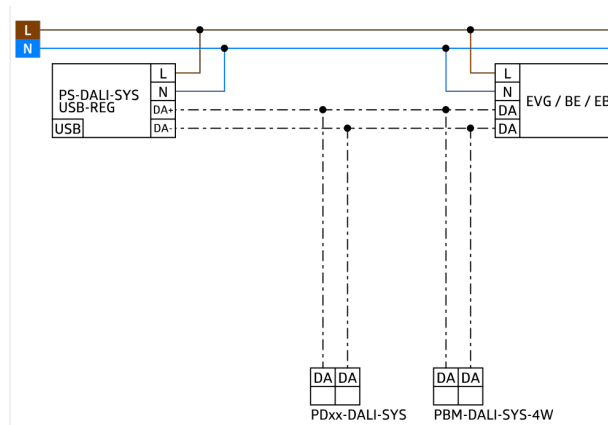 L
N
PS-DALI-SYS
USB-REG
USB
L
N
DA+
DA-
L
N
DA
DA
EVG / BE / EB
DA DA
PDxx-DALI-SYS
DA DA
PBM-DALI-SYS-4W